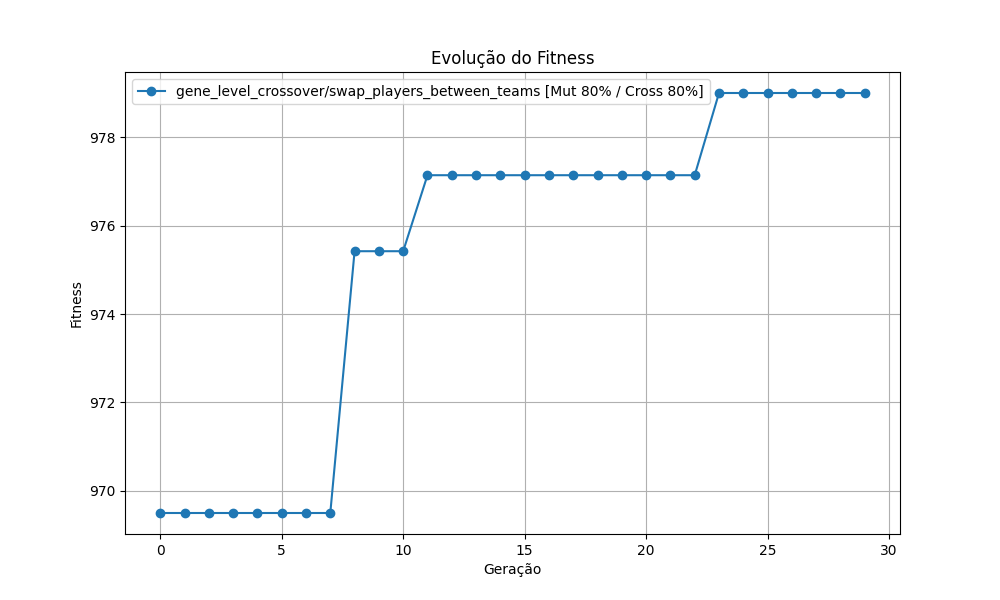 Evolução do Fitness
gene_level_crossover/swap_players_between_teams [Mut 80% / Cross 80%]
Fitness
978
976
974
972
970
0 5 10 15 20 25 30
Geração